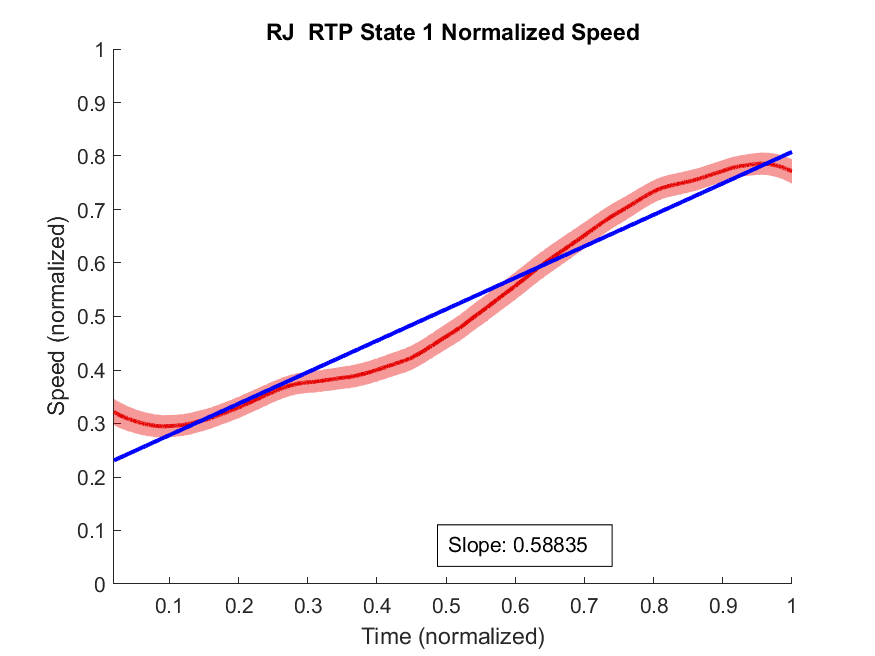 RJ  RTP State 1 Normalized Speed
1
0.9
0.8
0.7
0.6
0.5
0.4
0.3
0.2
0.1
0
Speed (normalized)
Slope: 0.58835
0.1 0.2 0.3 0.4 0.5 0.6 0.7 0.8 0.9 1
Time (normalized)